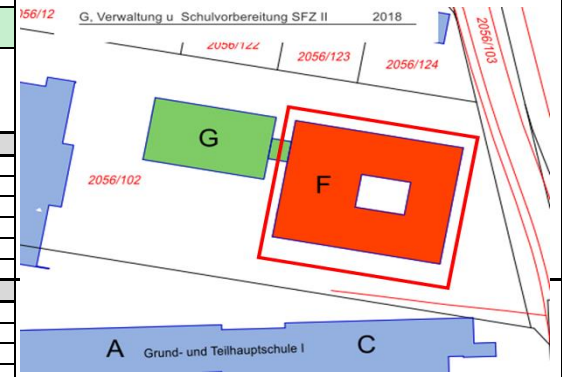 056/12
G, Verwaltung u Schulvorbereitung SFZ II 2018
2056/122
2056/123
2056/124
2056/103
G
F
2056/102
A Grund- und Teilhauptschule I C